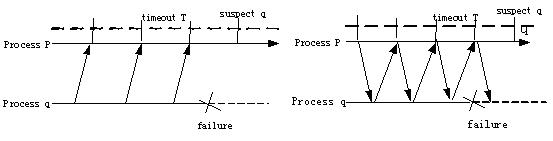 timeout T
suspect q
Process P
Process q
failure
timeout T
suspect q
Process P
Process q
failure